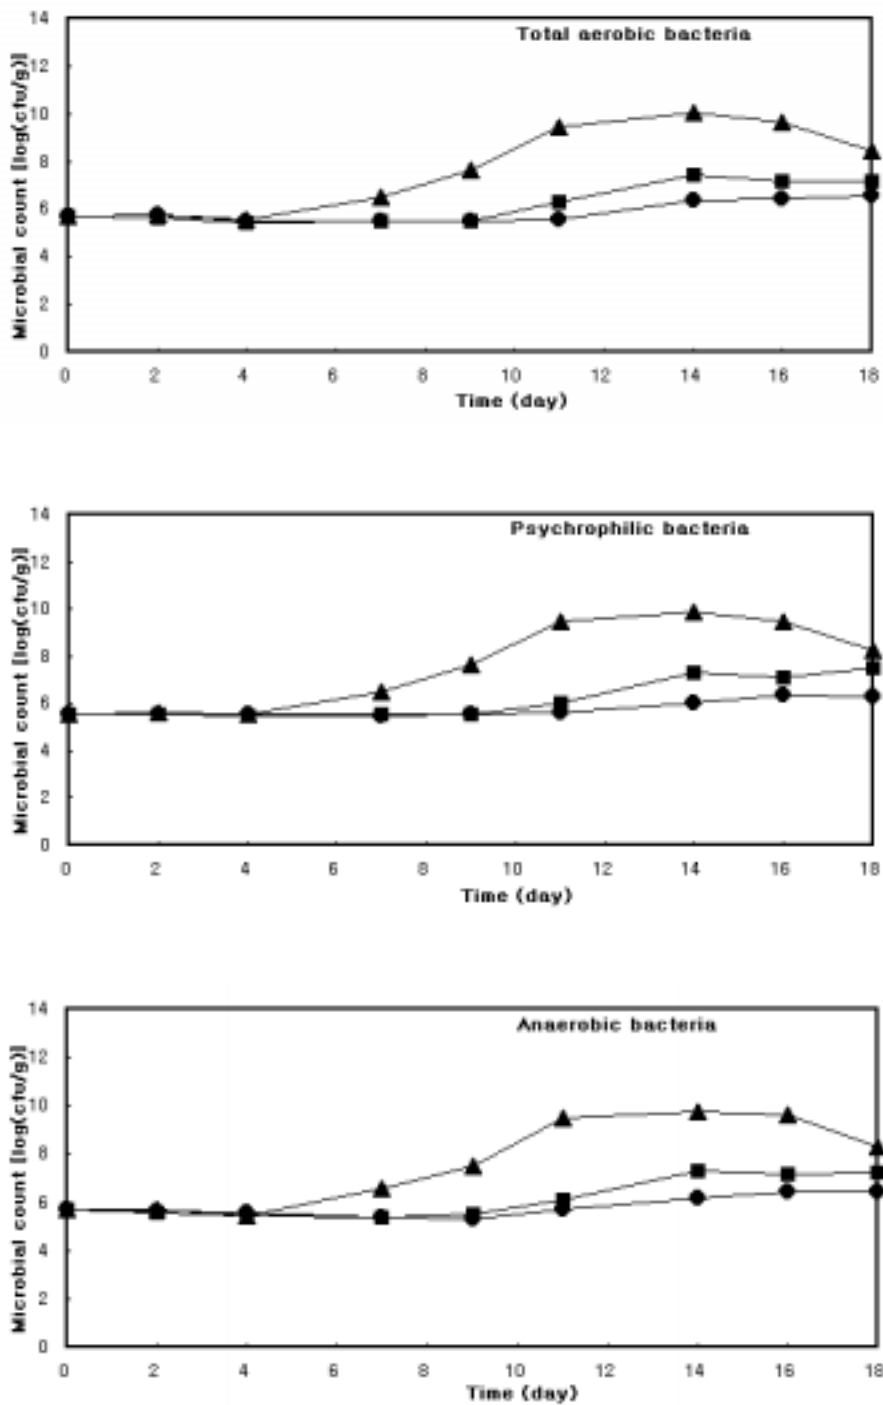 Total aerobic bacteria
Microbial count [log(cfu/g)]
14
12
10
8
6
4
2
0
0 2 4 6 8 10 12 14 16 18
Time (day)
Psychrophilic bacteria
Microbial count [log(cfu/g)]
14
12
10
8
6
4
2
0
0 2 4 6 8 10 12 14 16 18
Time (day)
Anaerobic bacteria
Microbial count [log(cfu/g)]
14
12
10
8
6
4
2
0
0 2 4 6 8 10 12 14 16 18
Time (day)